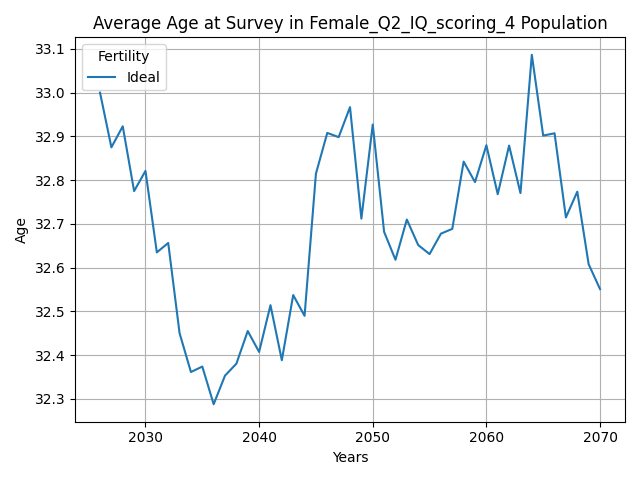 Average Age at Survey in Female_Q2_IQ_scoring_4 Population
Fertility
Ideal
33.1
33.0
32.9
32.8
32.7
32.6
32.5
32.4
32.3
Age
2030 2040 2050 2060 2070
Years